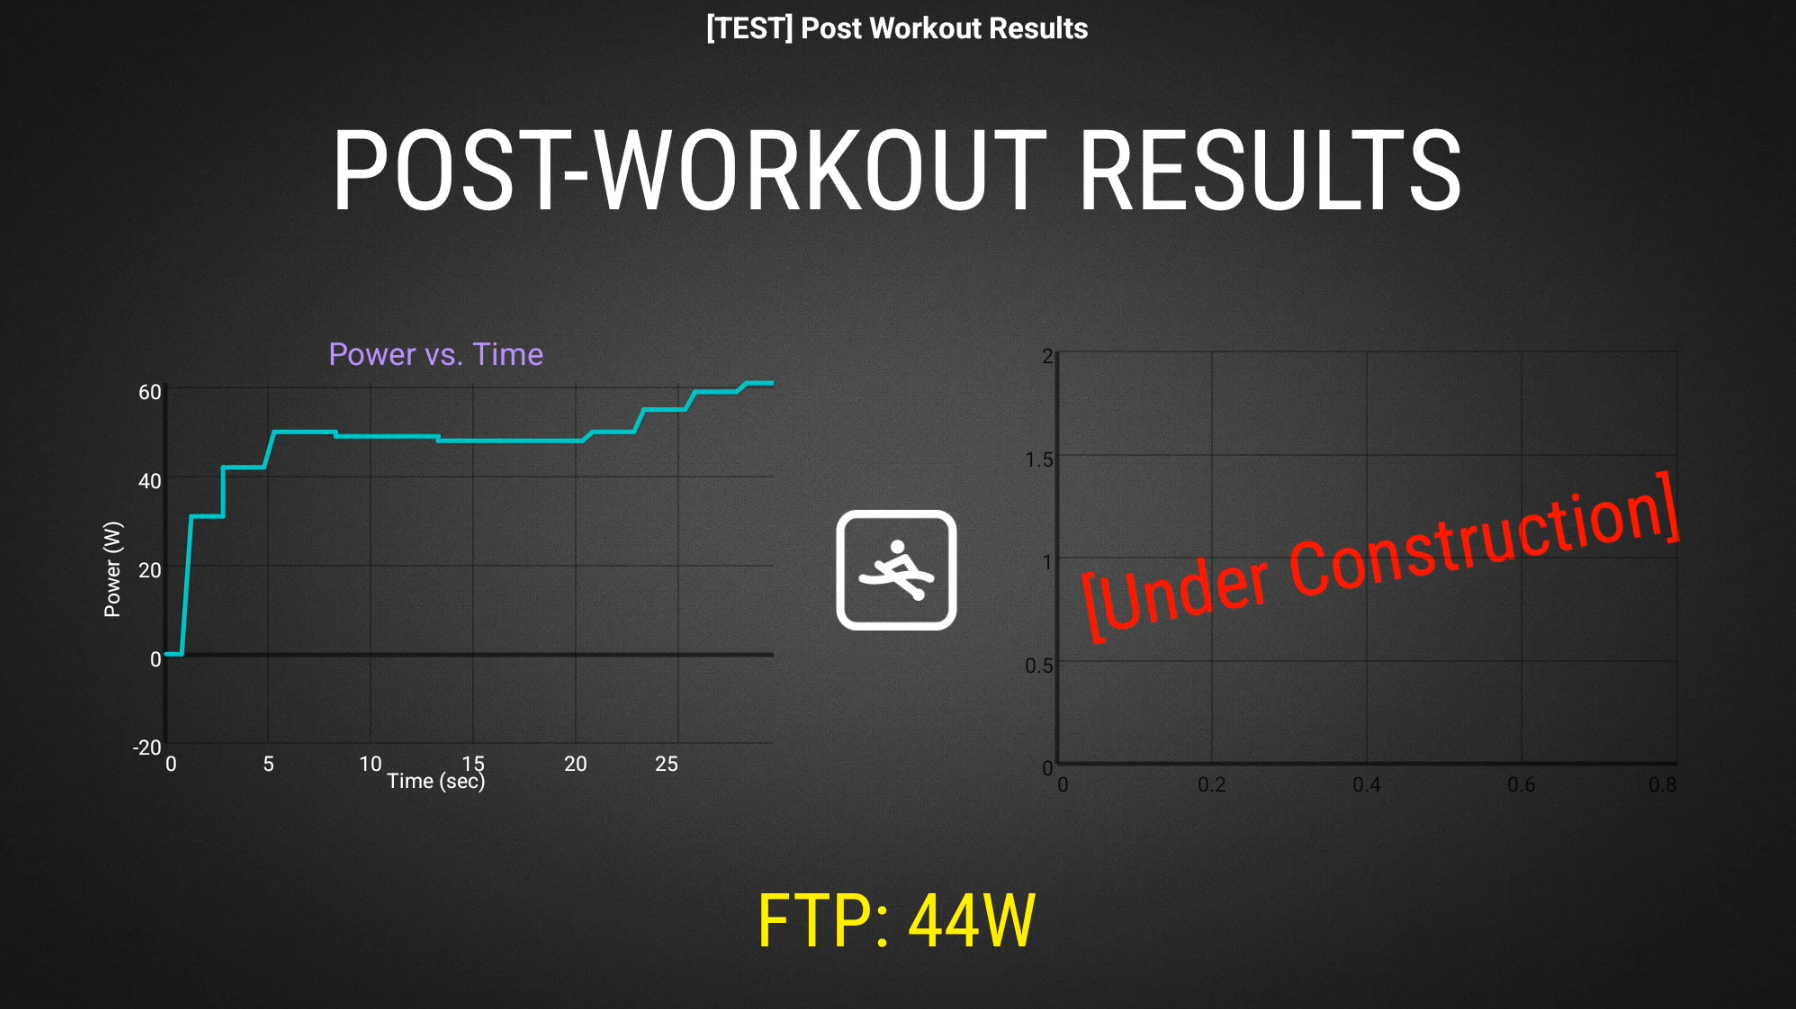 [TEST] Post Workout Results
POST-WORKOUT RESULTS
Power vs. Time
60
40
20
0
-20
Power (W)
0 5 10 15 20 25
Time (sec)
2
1.5
1
0.5
0
0 0.2 0.4 0.6 0.8
[Under Construction]
FTP: 44W